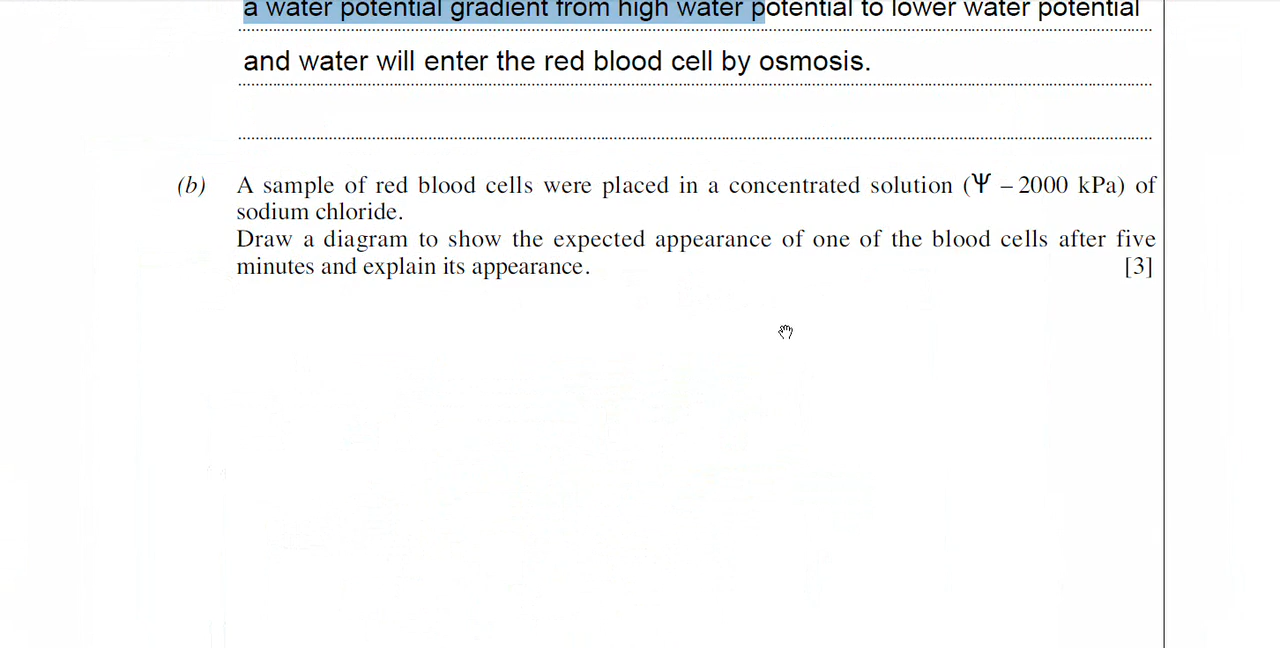 a water potential gradient from high water potential to lower water potential
and water will enter the red blood cell by osmosis.
(b) A sample of red blood cells were placed in a concentrated solution (Ψ – 2000 kPa) of
sodium chloride.
Draw a diagram to show the expected appearance of one of the blood cells after five
minutes and explain its appearance. [3]